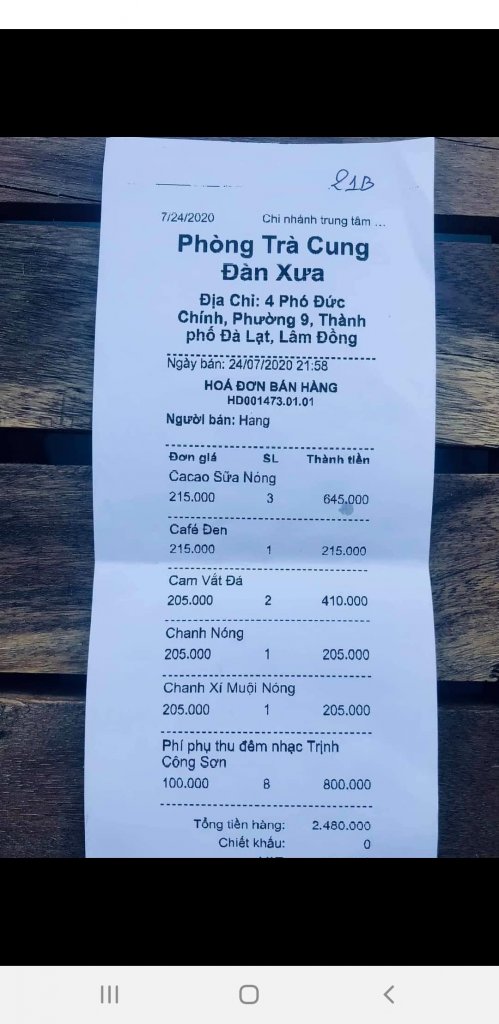 21B
7/24/2020 Chi nhánh trung tâm ...
Phòng Trà Cung
Đàn Xưa
Địa Chỉ: 4 Phó Đức
Chính, Phường 9, Thành
phố Đà Lạt, Lâm Đồng
Ngày bán: 24/07/2020 21:58
HOÁ ĐƠN BÁN HÀNG
HD001473.01.01
Người bán: Hàng
Đơn giá SL Thành tiền
Cacao Sữa Nóng
215.000 3 645.000
Café Đen
215.000 1 215.000
Cam Vắt Đá
205.000 2 410.000
Chanh Nóng
205.000 1 205.000
Chanh Xí Muội Nóng
205.000 1 205.000
Phí phụ thu đêm nhạc Trịnh
Công Sơn
100.000 8 800.000
Tổng tiền hàng: 2.480.000
Chiết khấu: 0